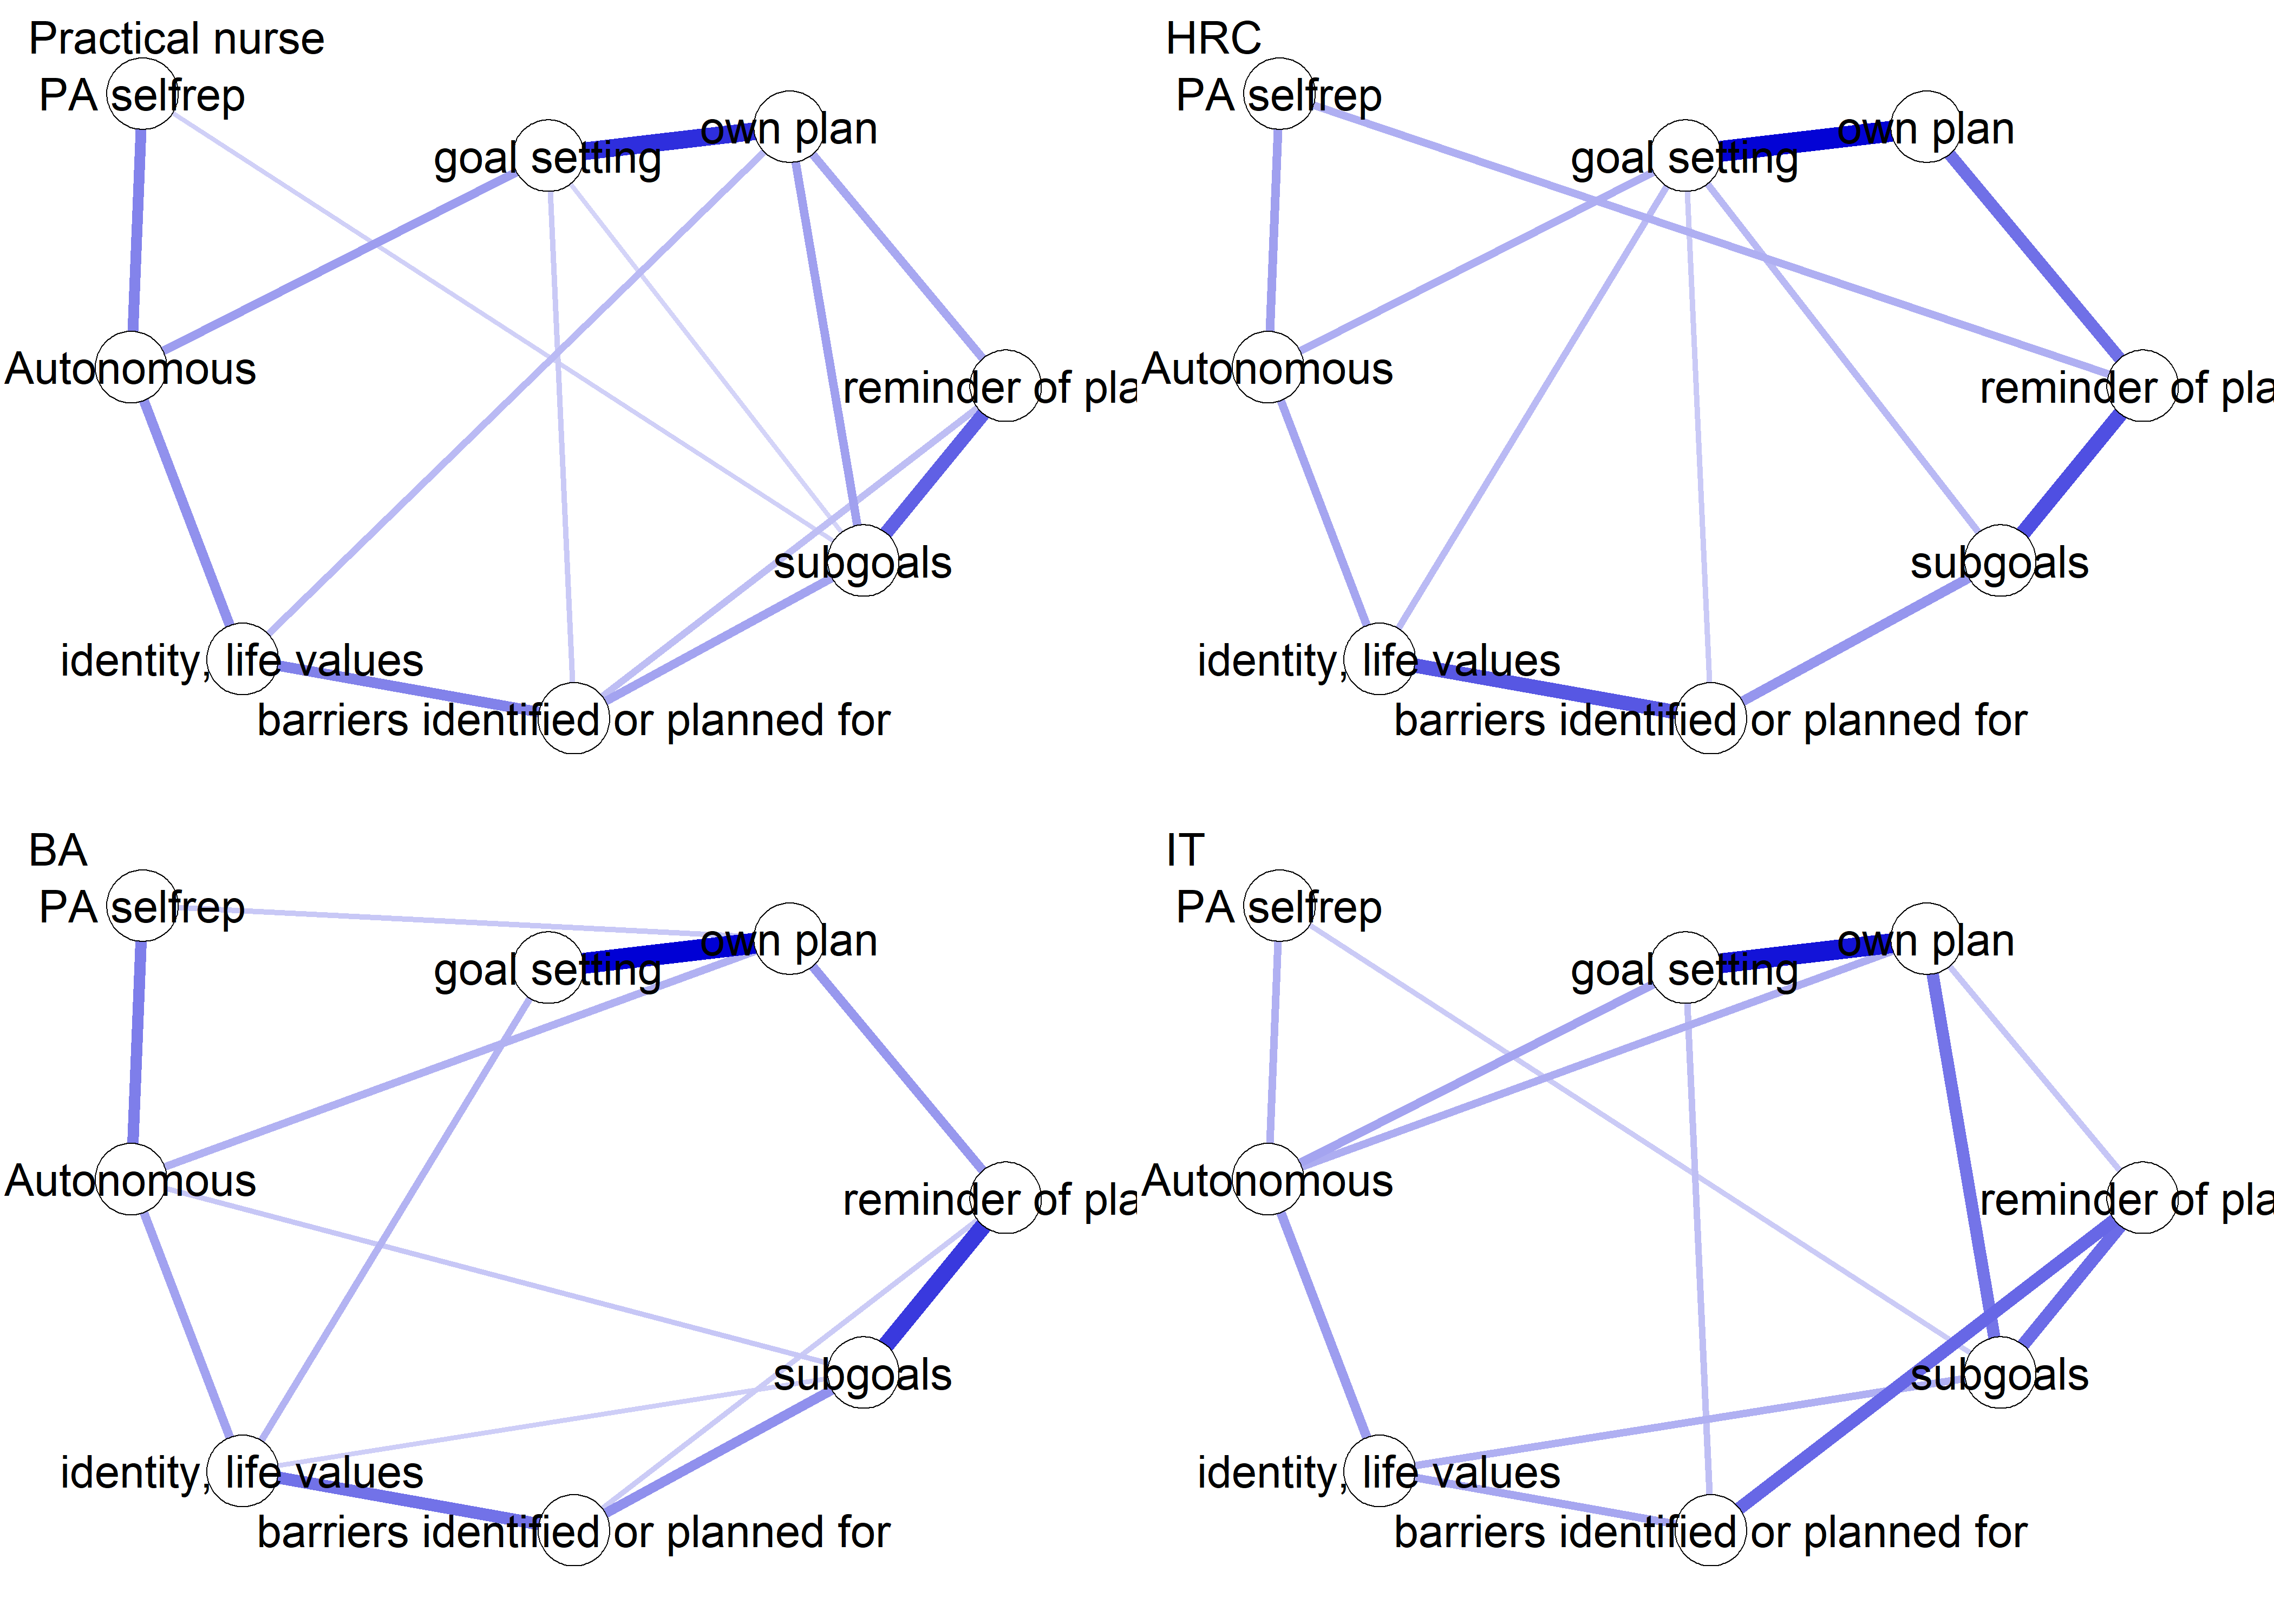 Practical nurse
PA selfrep
own plan
goal setting
Autonomous
reminder of pla
subgoals
identity, life values
barriers identified or planned for
HRC
PA selfrep
own plan
goal setting
Autonomous
reminder of pla
subgoals
identity, life values
barriers identified or planned for
BA
PA selfrep
own plan
goal setting
Autonomous
reminder of pla
subgoals
identity, life values
barriers identified or planned for
IT
PA selfrep
own plan
goal setting
Autonomous
reminder of pla
subgoals
identity, life values
barriers identified or planned for